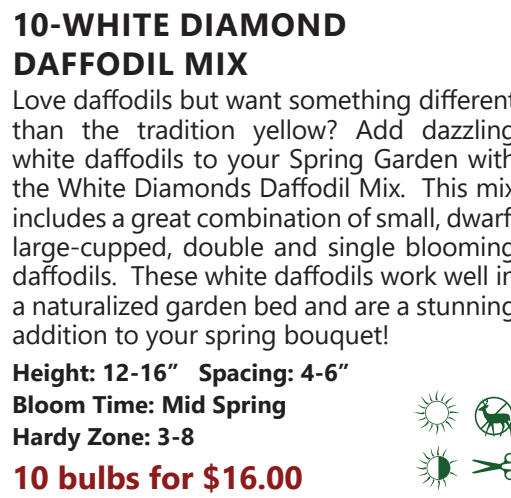 10-WHITE DIAMOND
DAFFODIL MIX
Love daffodils but want something different
than the tradition yellow? Add dazzling
white daffodils to your Spring Garden with
the White Diamonds Daffodil Mix. This mix
includes a great combination of small, dwarf
large-cupped, double and single blooming
daffodils. These white daffodils work well in
a naturalized garden bed and are a stunning
addition to your spring bouquet!
Height: 12-16” Spacing: 4-6”
Bloom Time: Mid Spring
Hardy Zone: 3-8
10 bulbs for $16.00